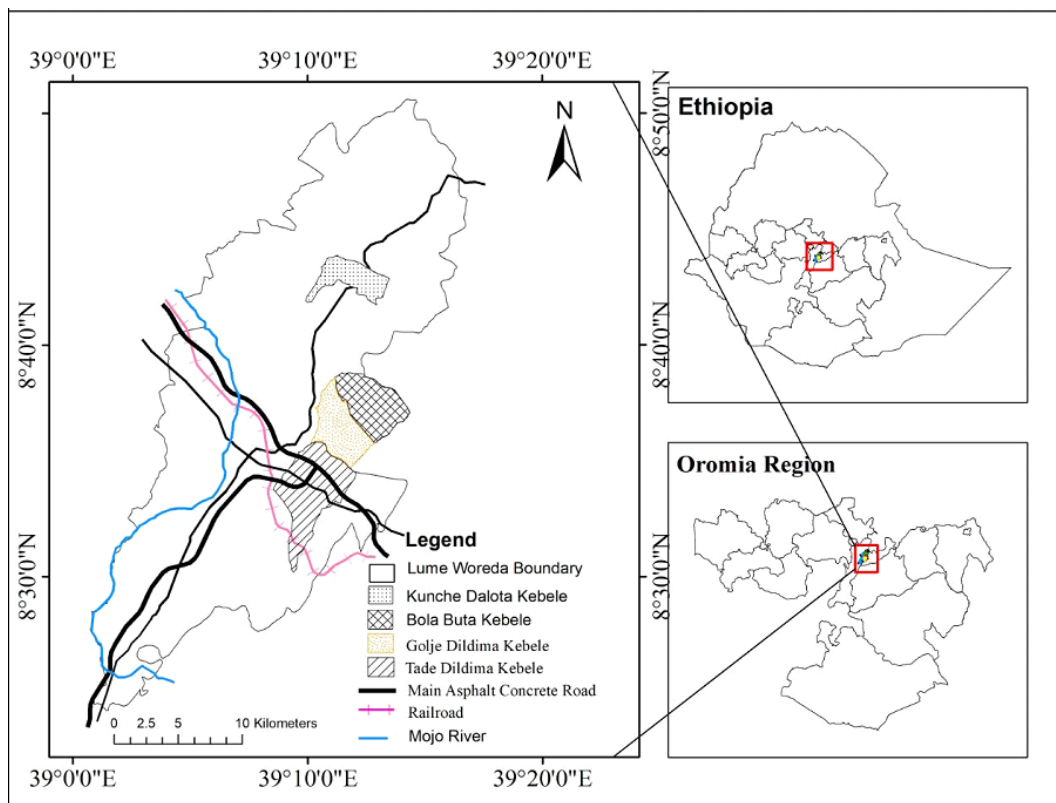 39°0'0"E 39°10'0"E 39°20'0"E
N
8°50'0"N
8°40'0"N
8°30'0"N
8°40'0"N
8°30'0"N
Legend
Lume Woreda Boundary
Kunche Dalota Kebele
Bola Buta Kebele
Golje Dildima Kebele
Tade Dildima Kebele
Main Asphalt Concrete Road
Railroad
Mojo River
0 2.5 5 10 Kilometers
39°0'0"E 39°10'0"E 39°20'0"E
Ethiopia
Oromia Region